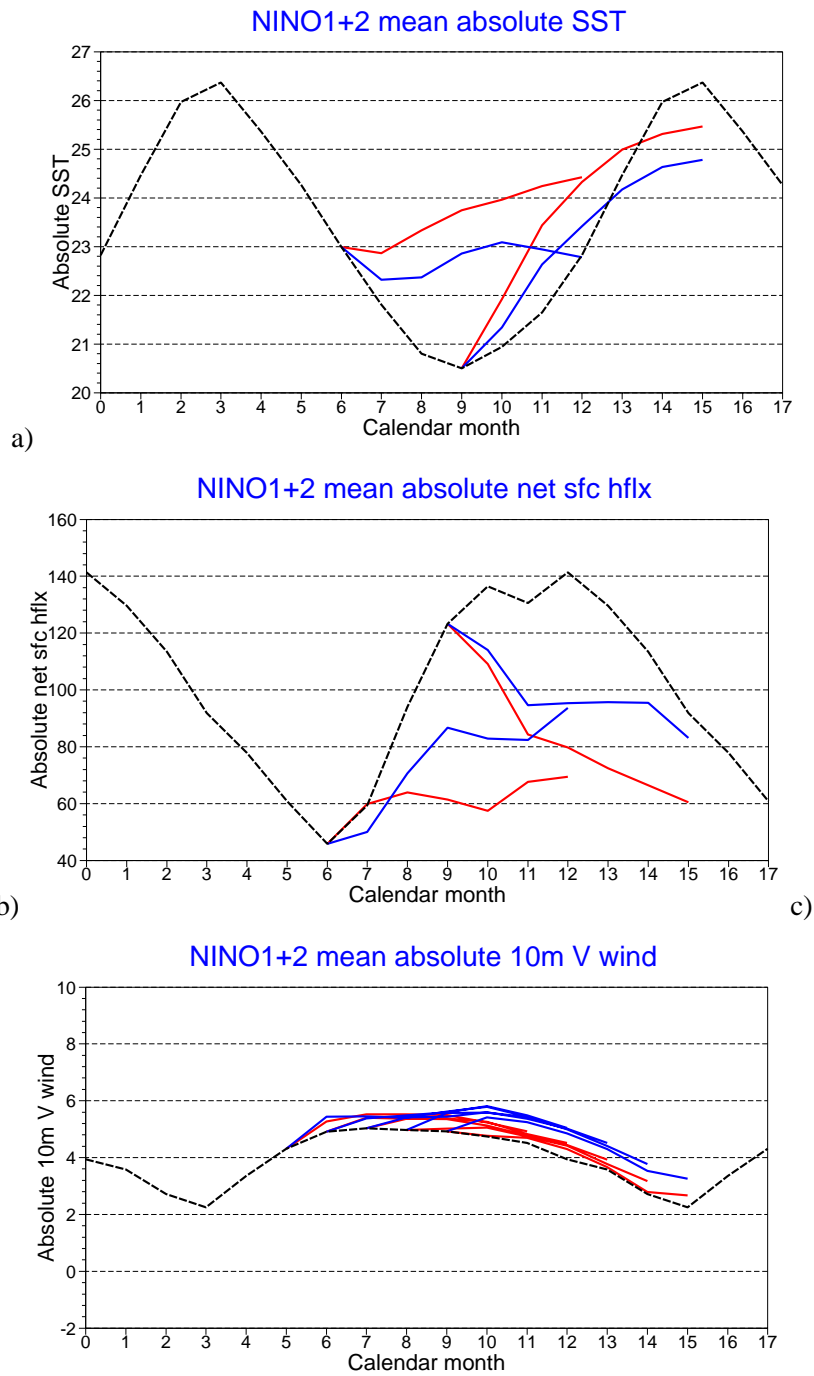 NINO1+2 mean absolute SST
Absolute SST
27
26
25
24
23
22
21
20
0 1 2 3 4 5 6 7 8 9 10 11 12 13 14 15 16 17
Calendar month
a)
NINO1+2 mean absolute net sfc hflx
Absolute net sfc hflx
160
140
120
100
80
60
40
0 1 2 3 4 5 6 7 8 9 10 11 12 13 14 15 16 17
Calendar month
b)
c)
NINO1+2 mean absolute 10m V wind
Absolute 10m V wind
10
8
6
4
2
0
-2
0 1 2 3 4 5 6 7 8 9 10 11 12 13 14 15 16 17
Calendar month